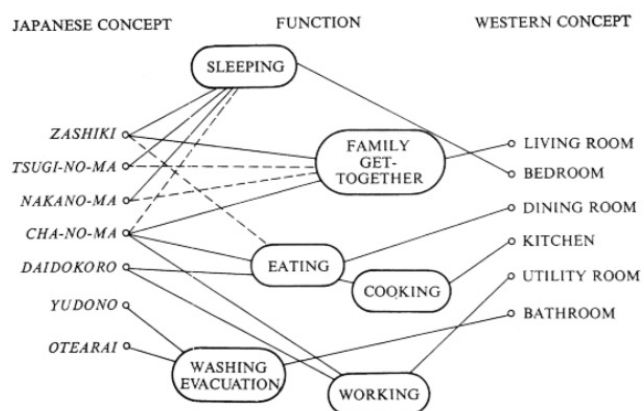 JAPANESE CONCEPT
FUNCTION
WESTERN CONCEPT
SLEEPING
ZASHIKI
TSUGI-NO-MA
NAKANO-MA
CHA-NO-MA
DAIDOKORO
YUDONO
OTEARAI
FAMILY
GET-
TOGETHER
EATING
COOKING
WASHING
EVACUATION
WORKING
LIVING ROOM
BEDROOM
DINING ROOM
KITCHEN
UTILITY ROOM
BATHROOM